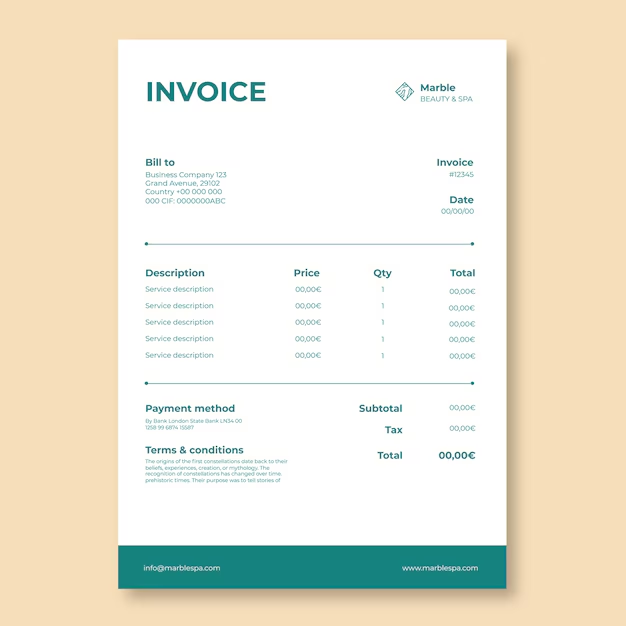 INVOICE
Marble
BEAUTY & SPA
Bill to
Business Company 123
Grand Avenue, 29102
Country +00 000 000
000 CIF: 0000000ABC
Invoice
#12345
Date
00/00/00
Description Price Qty Total
Service description 00,00€ 1 00,00€
Service description 00,00€ 1 00,00€
Service description 00,00€ 1 00,00€
Service description 00,00€ 1 00,00€
Service description 00,00€ 1 00,00€
Payment method
By Bank London State Bank LN34 00
1258 99 6874 15587
Terms & conditions
The origins of the first constellations date back to their
beliefs, experiences, creation, or mythology. The
recognition of constellations has changed over time.
prehistoric times. Their purpose was to tell stories of
Subtotal 00,00€
Tax 00,00€
Total 00,00€
info@marblespa.com
www.marblespa.com